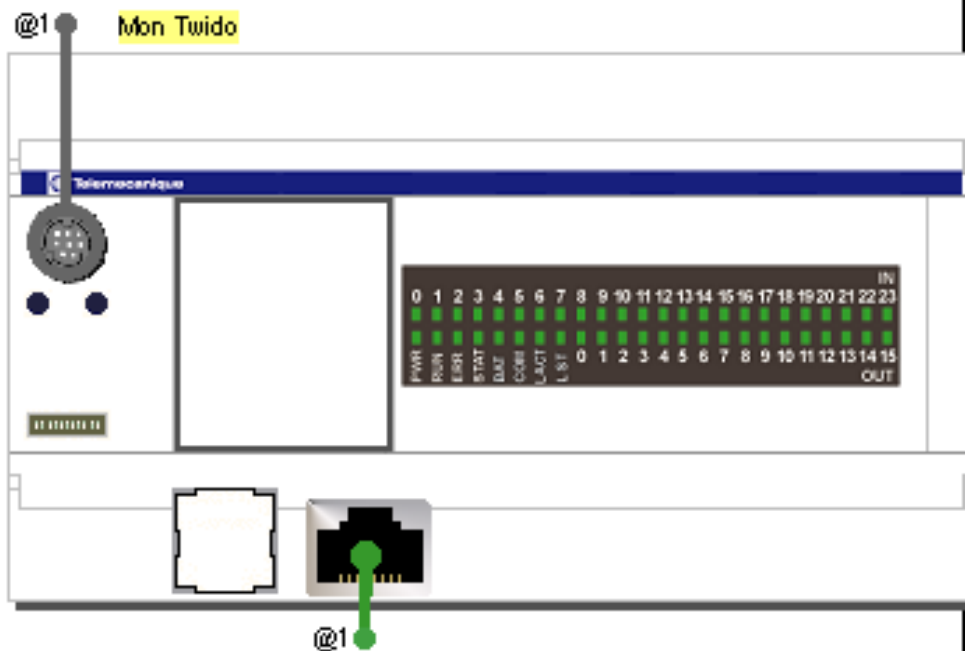 @1 Mon Twido
Telemecanique
IN
0 1 2 3 4 5 6 7 8 9 10 11 12 13 14 15 16 17 18 19 20 21 22 23
PWR RUN ERR STAT BAT COM LACT L ST 0 1 2 3 4 5 6 7 8 9 10 11 12 13 14 15
OUT
@1